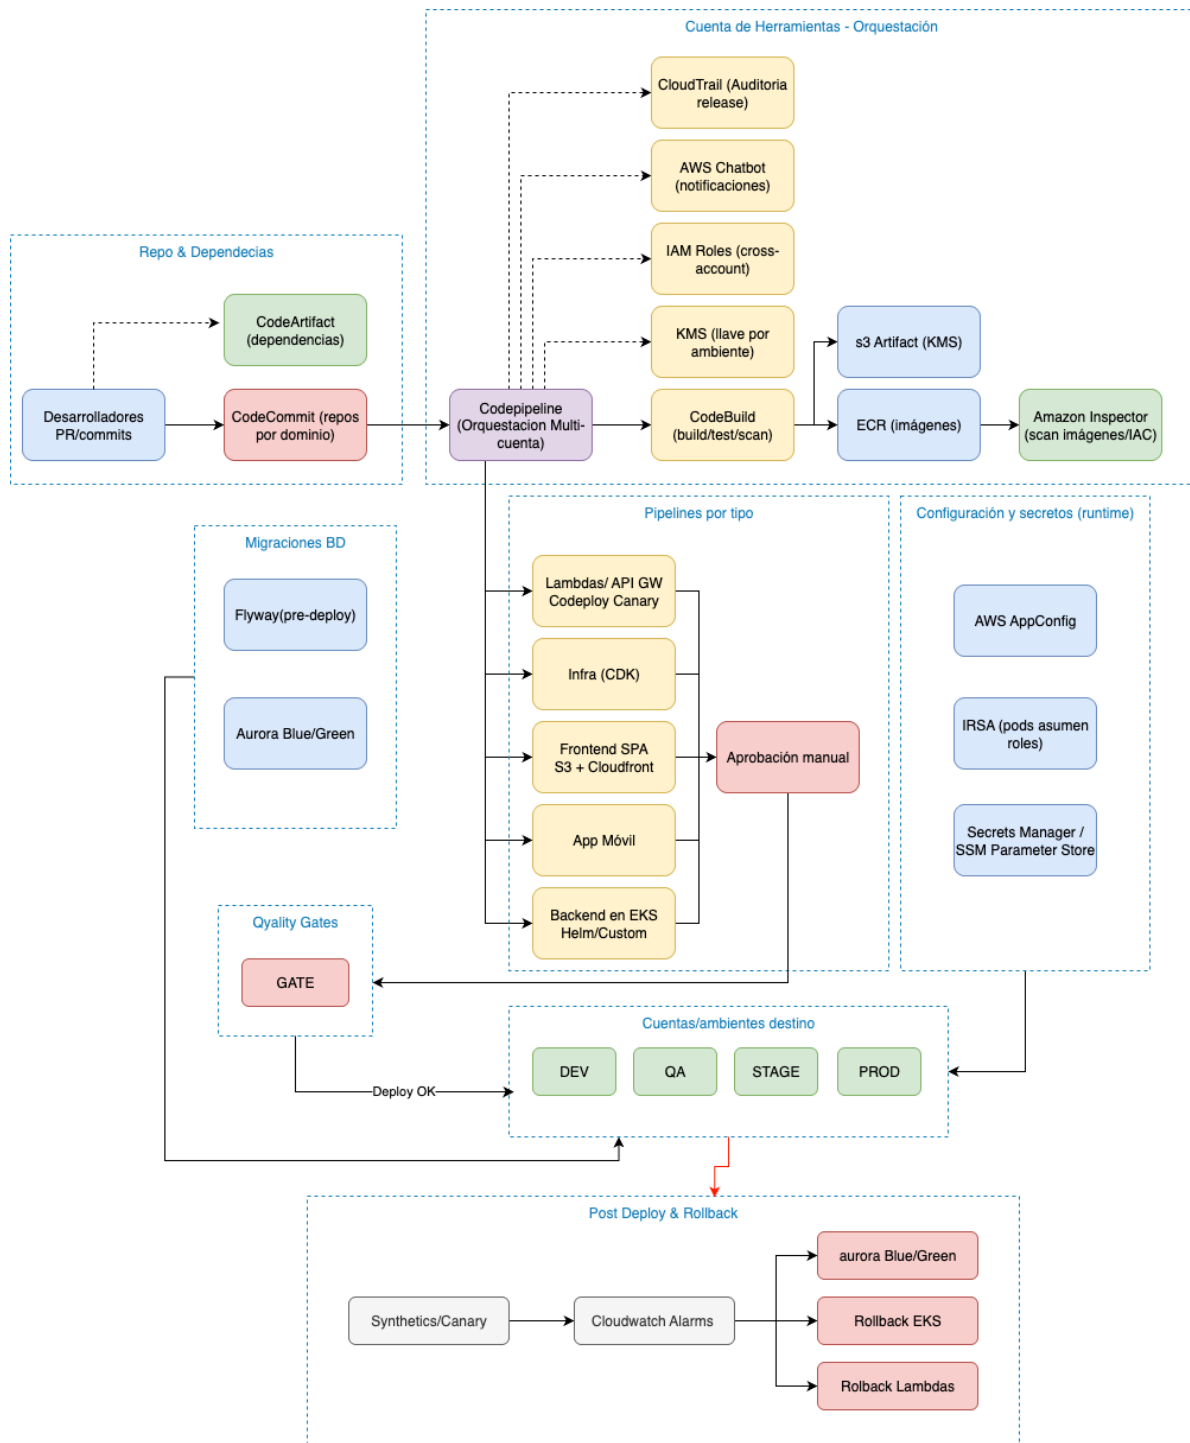 Cuenta de Herramientas - Orquestación
CloudTrail (Auditoria
release)
AWS Chatbot
(notificaciones)
IAM Roles (cross-
account)
KMS (llave por
ambiente)
Repo & Dependecias
CodeArtifact
(dependencias)
Desarrolladores
PR/commits
CodeCommit (repos
por dominio)
Codepipeline
(Orquestacion Multi-
cuenta)
CodeBuild
(build/test/scan)
s3 Artifact (KMS)
ECR (imágenes)
Amazon Inspector
(scan imágenes/IAC)
Migraciones BD
Flyway(pre-deploy)
Aurora Blue/Green
Pipelines por tipo
Lambdas/ API GW
Codeploy Canary
Infra (CDK)
Frontend SPA
S3 + Cloudfront
App Móvil
Backend en EKS
Helm/Custom
Aprobación manual
Configuración y secretos (runtime)
AWS AppConfig
IRSA (pods asumen
roles)
Secrets Manager /
SSM Parameter Store
Qyality Gates
GATE
Deploy OK
Cuentas/ambientes destino
DEV
QA
STAGE
PROD
Post Deploy & Rollback
Synthetics/Canary
Cloudwatch Alarms
aurora Blue/Green
Rollback EKS
Rolback Lambdas